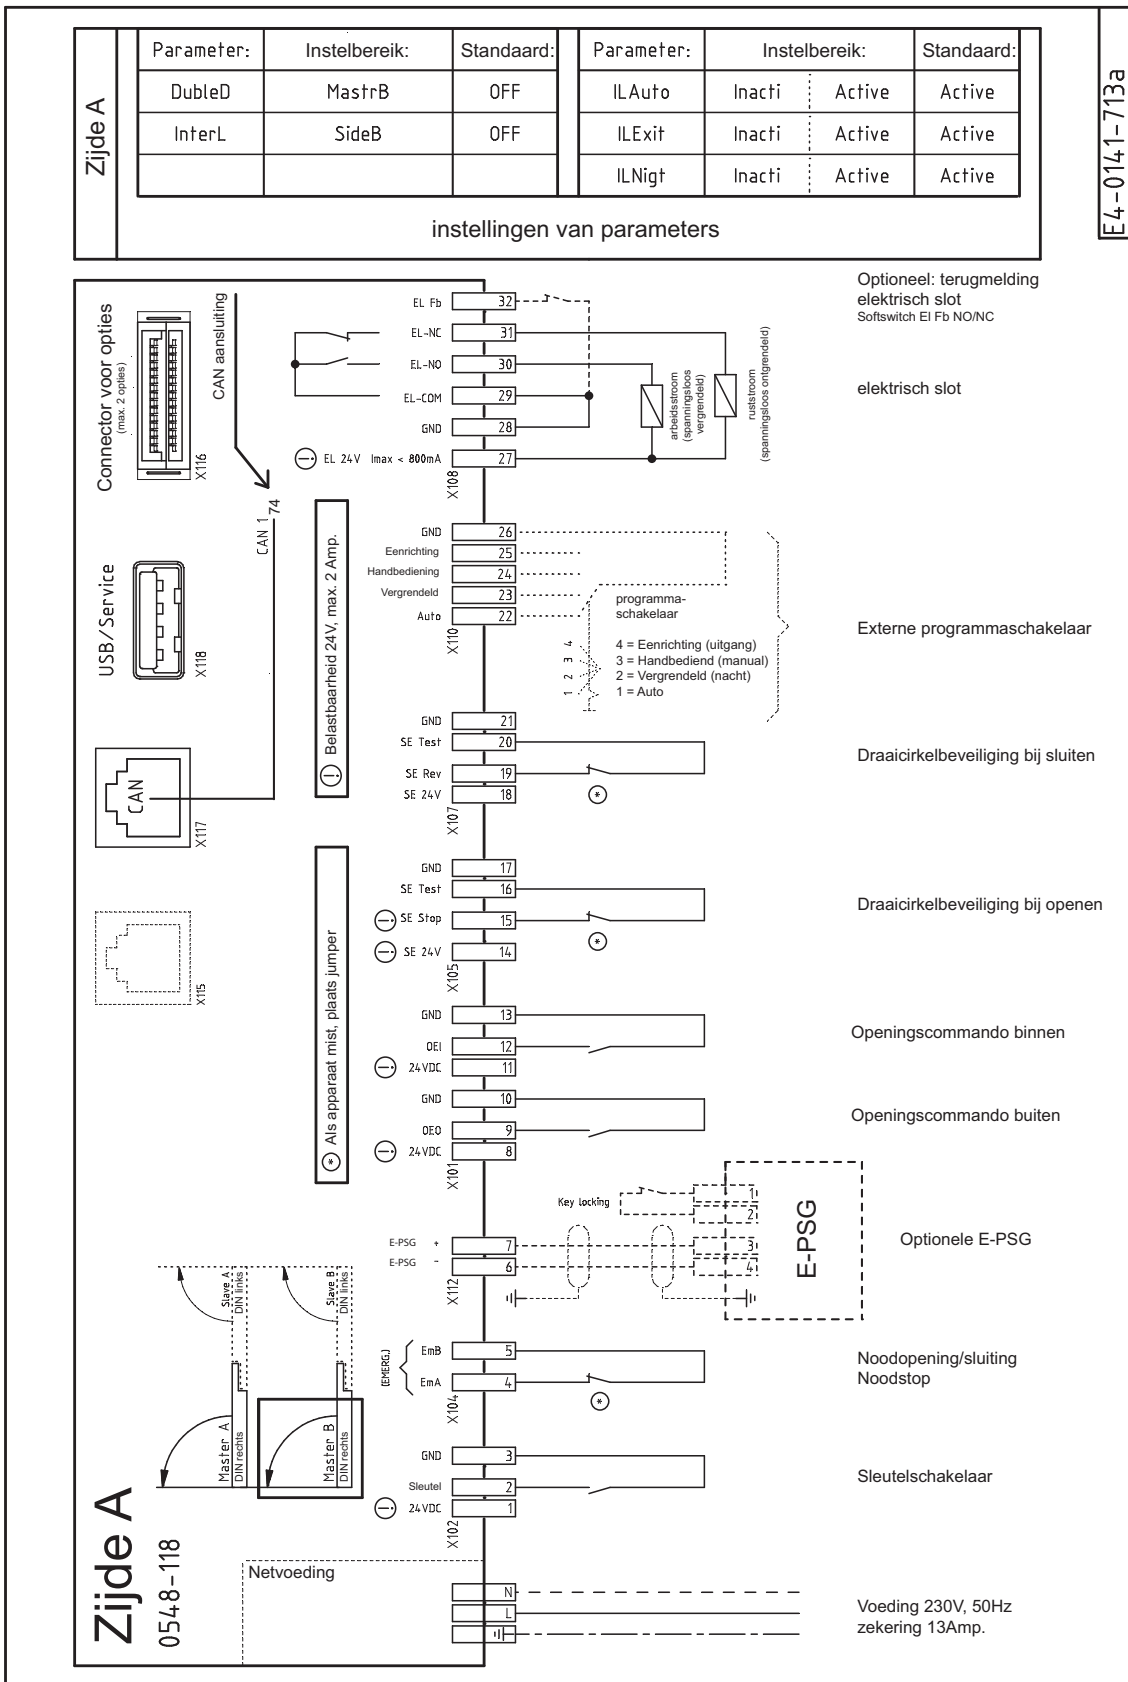 Zijde A
Parameter: Instelbereik: Standaard: Parameter: Instelbereik: Standaard:
DubleD MastrB OFF ILAuto Inacti Active Active
InterL SideB OFF ILExit Inacti Active Active
ILNigt Inacti Active Active
instellingen van parameters
E4-0141-713a
Connector voor opties
(max. 2 opties)
X116
CAN aansluiting
CAN 1
74
USB/Service
X118
CAN
X117
X115
! Belastbaarheid 24V, max. 2 Amp.
* Als apparaat mist, plaats jumper
EL Fb 32
EL-NC 31
EL-NO 30
EL-COM 29
GND 28
! EL 24V Imax < 800mA 27
X108
arbeidsstroom
(spanningsloos
vergrendeld)
ruststroom
(spanningsloos ontgrendeld)
Optioneel: terugmelding
elektrisch slot
Softswitch El Fb NO/NC
elektrisch slot
GND 26
Eenrichting 25
Handbediening 24
Vergrendeld 23
Auto 22
X110
programma-
schakelaar
4 = Eenrichting (uitgang)
3 = Handbediend (manual)
2 = Vergrendeld (nacht)
1 = Auto
1 2 3 4
Externe programmaschakelaar
GND 21
SE Test 20
SE Rev 19
SE 24V 18
X107
*
Draaicirkelbeveiliging bij sluiten
GND 17
SE Test 16
! SE Stop 15
! SE 24V 14
X105
*
Draaicirkelbeveiliging bij openen
GND 13
OEI 12
! 24VDC 11
Openingscommando binnen
GND 10
OEO 9
! 24VDC 8
X101
Openingscommando buiten
Key locking
1
2
E-PSG + 7 3
E-PSG - 6 4
X112
E-PSG
Optionele E-PSG
(EMERG.)
EmB 5
EmA 4
X104
*
Noodopening/sluiting
Noodstop
GND 3
Sleutel 2
! 24VDC 1
X102
Sleutelschakelaar
Slave A
DIN links
Slave B
DIN links
Master A
DIN rechts
Master B
DIN rechts
Zijde A
0548-118
Netvoeding
N
L
Voeding 230V, 50Hz
zekering 13Amp.